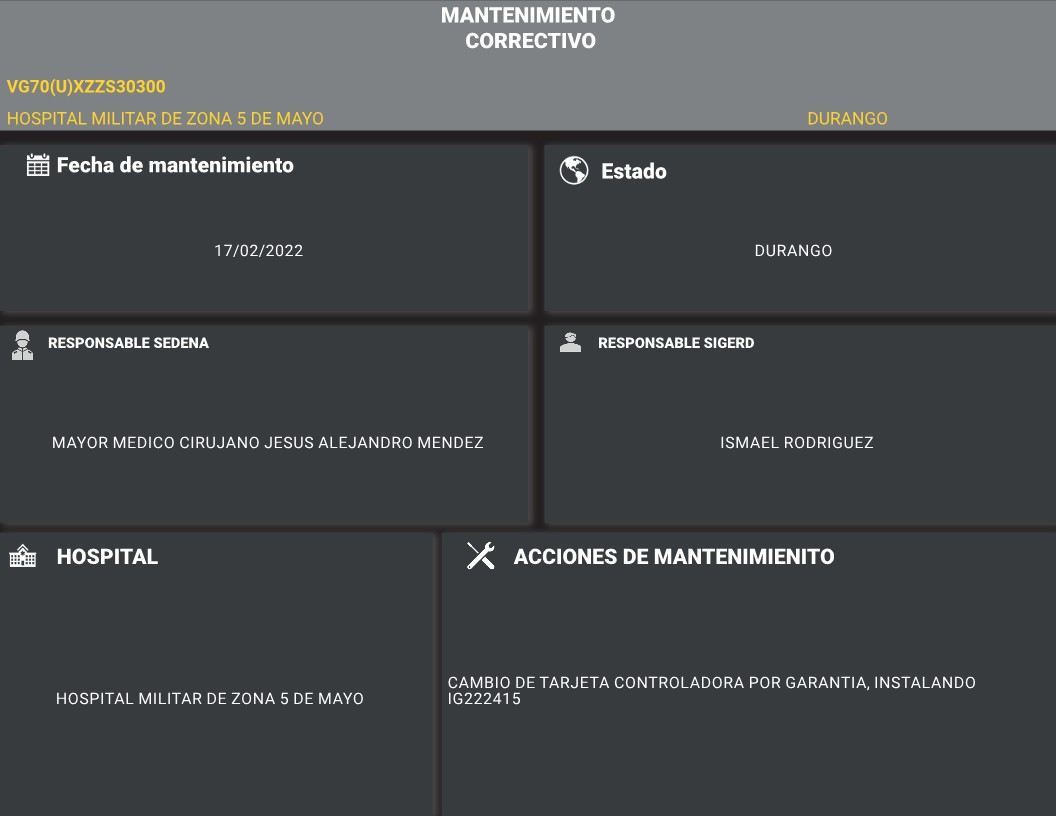 MANTENIMIENTO
CORRECTIVO
VG70(U)XZZS30300
HOSPITAL MILITAR DE ZONA 5 DE MAYO
DURANGO
Fecha de mantenimiento
Estado
17/02/2022
DURANGO
RESPONSABLE SEDENA
RESPONSABLE SIGERD
MAYOR MEDICO CIRUJANO JESUS ALEJANDRO MENDEZ
ISMAEL RODRIGUEZ
HOSPITAL
ACCIONES DE MANTENIMIENITO
HOSPITAL MILITAR DE ZONA 5 DE MAYO
CAMBIO DE TARJETA CONTROLADORA POR GARANTIA, INSTALANDO
IG222415